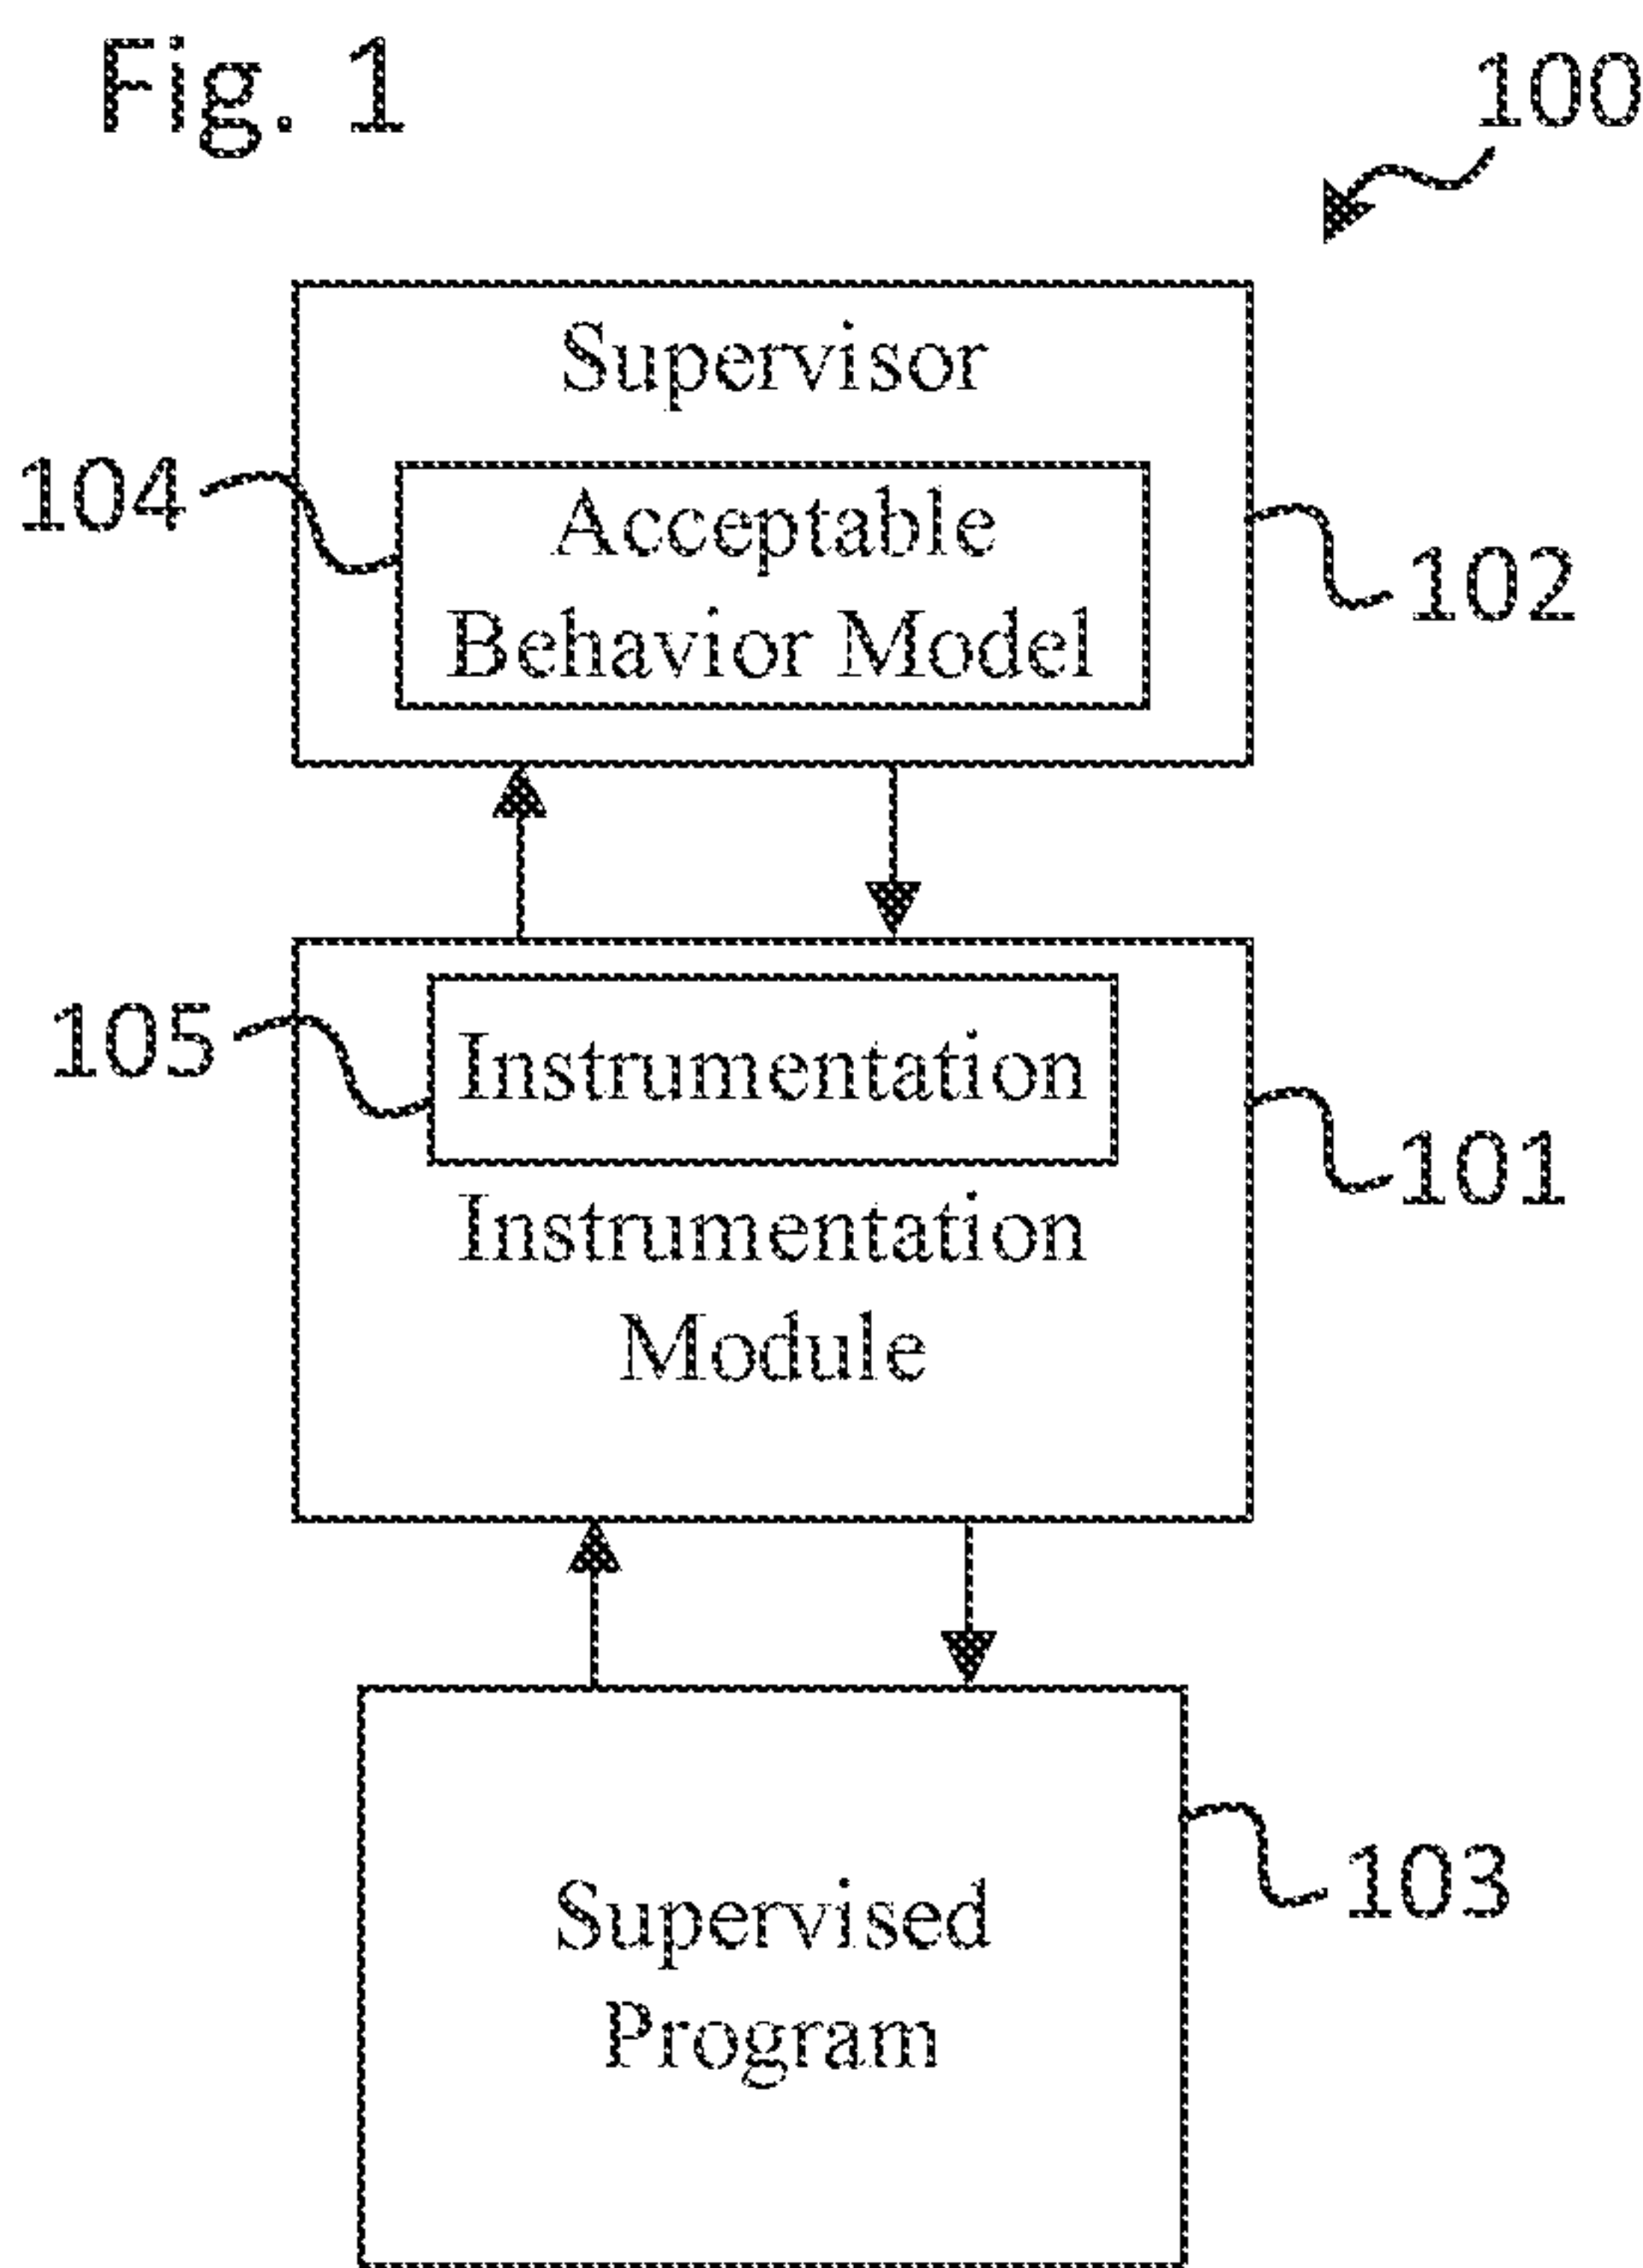 Fig. 1
100
Supervisor
104
Acceptable
Behavior Model
102
105
Instrumentation
101
Instrumentation
Module
103
Supervised
Program